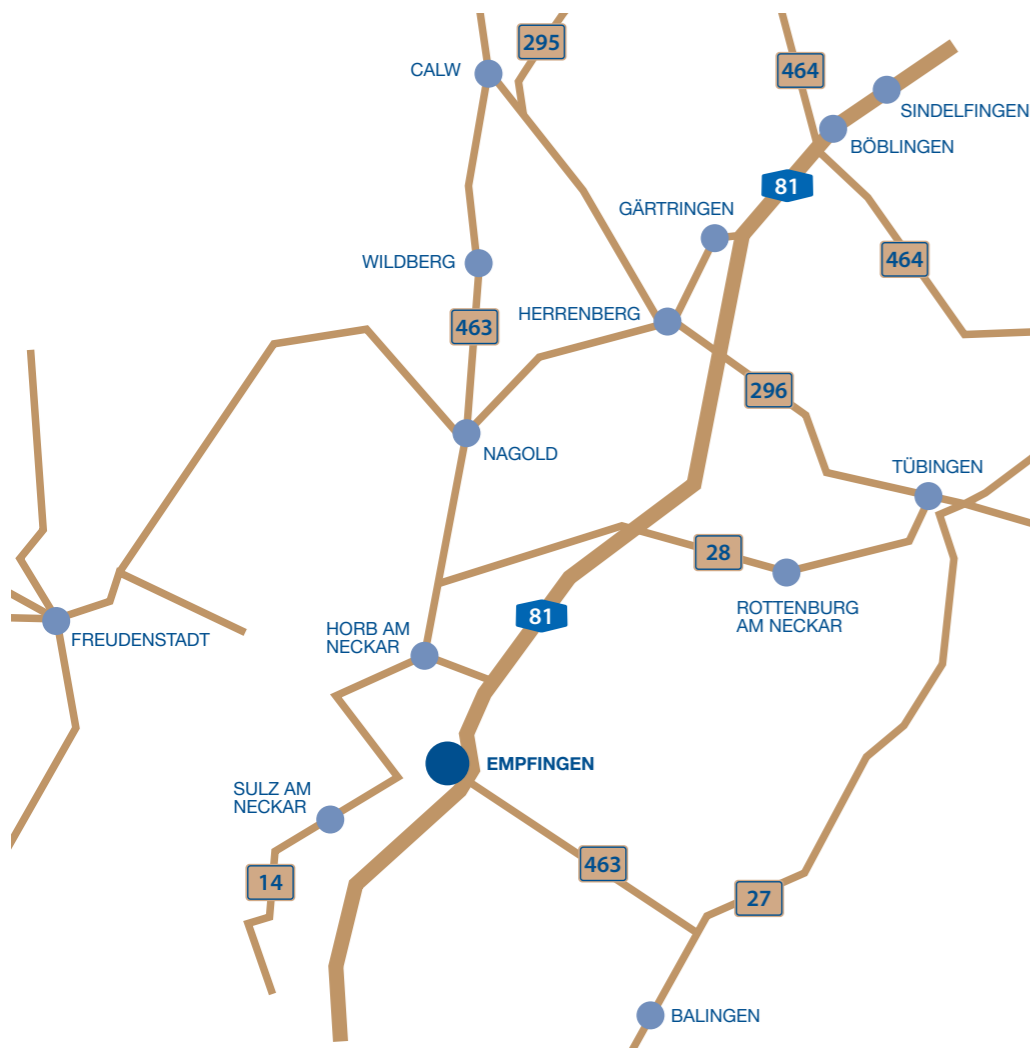 295
CALW
464
SINDELFINGEN
BÖBLINGEN
81
GÄRTRINGEN
WILDBERG
464
HERRENBERG
463
296
NAGOLD
TÜBINGEN
28
ROTTENBURG
AM NECKAR
81
FREUDENSTADT
HORB AM
NECKAR
EMPFINGEN
SULZ AM
NECKAR
463
14
27
BALINGEN